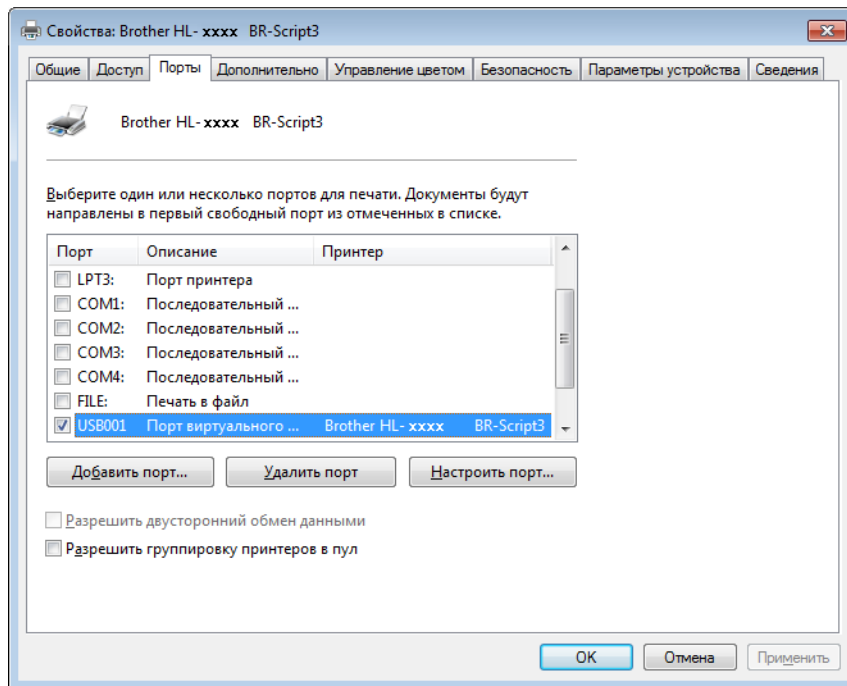 Свойства: Brother HL- xxxx BR-Script3
Общие Доступ Порты Дополнительно Управление цветом Безопасность Параметры устройства Сведения
Brother HL- xxxx BR-Script3
Выберите один или несколько портов для печати. Документы будут
направлены в первый свободный порт из отмеченных в списке.
Порт Описание Принтер
LPT3: Порт принтера
COM1: Последовательный ...
COM2: Последовательный ...
COM3: Последовательный ...
COM4: Последовательный ...
FILE: Печать в файл
USB001 Порт виртуального ... Brother HL- xxxx BR-Script3
Добавить порт... Удалить порт Настроить порт...
Разрешить двусторонний обмен данными
Разрешить группировку принтеров в пул
OK Отмена Применить